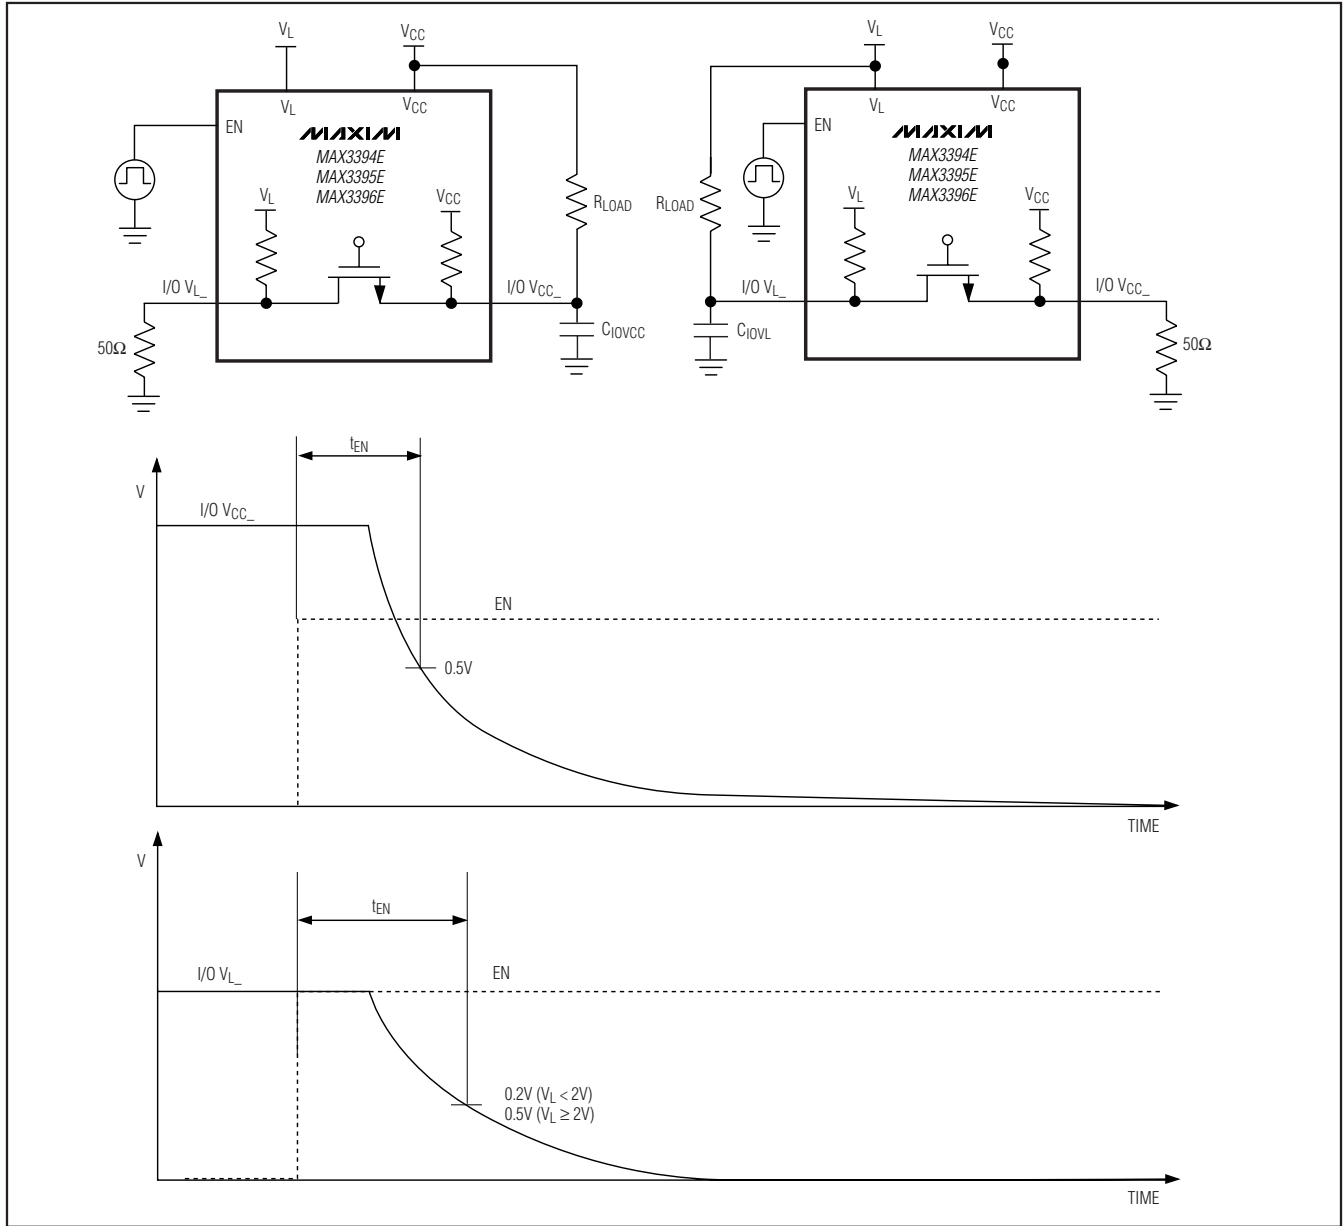 VL
VCC
VL
VCC
EN
MAXIM
MAX3394E
MAX3395E
MAX3396E
VL
VCC
RLOAD
I/O VL_
I/O VCC_
CIOVCC
50Ω
VL
VCC
VL
VCC
EN
MAXIM
MAX3394E
MAX3395E
MAX3396E
VL
VCC
RLOAD
I/O VL_
I/O VCC_
CIOVL
50Ω
tEN
V
I/O VCC_
EN
0.5V
TIME
V
tEN
I/O VL_
EN
0.2V (VL < 2V)
0.5V (VL ≥ 2V)
TIME